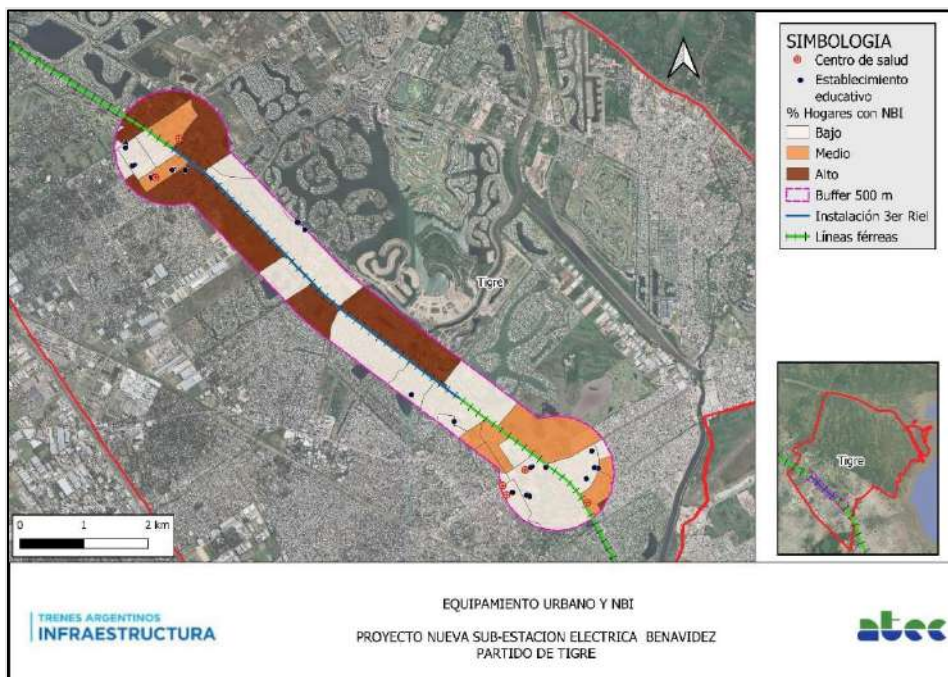 SIMBOLOGIA
Centro de salud
Establecimiento
educativo
% Hogares con NBI
Bajo
Medio
Alto
Buffer 500 m
Instalación 3er Riel
Líneas férreas
Tigre
Tigre
0 1 2 km
TRENES ARGENTINOS
INFRAESTRUCTURA
EQUIPAMIENTO URBANO Y NBI
PROYECTO NUEVA SUB-ESTACION ELECTRICA BENAVIDEZ
PARTIDO DE TIGRE
atec